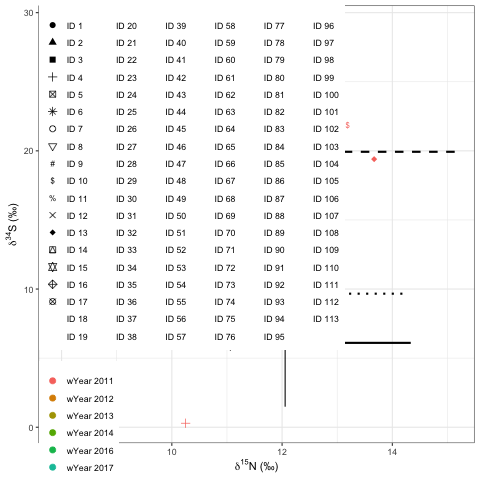 30
20
10
0
δ³⁴S (‰)
ID 1 ID 20 ID 39 ID 58 ID 77 ID 96
ID 2 ID 21 ID 40 ID 59 ID 78 ID 97
ID 3 ID 22 ID 41 ID 60 ID 79 ID 98
ID 4 ID 23 ID 42 ID 61 ID 80 ID 99
ID 5 ID 24 ID 43 ID 62 ID 81 ID 100
ID 6 ID 25 ID 44 ID 63 ID 82 ID 101
ID 7 ID 26 ID 45 ID 64 ID 83 ID 102
ID 8 ID 27 ID 46 ID 65 ID 84 ID 103
# ID 9 ID 28 ID 47 ID 66 ID 85 ID 104
$ ID 10 ID 29 ID 48 ID 67 ID 86 ID 105
% ID 11 ID 30 ID 49 ID 68 ID 87 ID 106
ID 12 ID 31 ID 50 ID 69 ID 88 ID 107
ID 13 ID 32 ID 51 ID 70 ID 89 ID 108
ID 14 ID 33 ID 52 ID 71 ID 90 ID 109
ID 15 ID 34 ID 53 ID 72 ID 91 ID 110
ID 16 ID 35 ID 54 ID 73 ID 92 ID 111
ID 17 ID 36 ID 55 ID 74 ID 93 ID 112
ID 18 ID 37 ID 56 ID 75 ID 94 ID 113
ID 19 ID 38 ID 57 ID 76 ID 95
$
wYear 2011
wYear 2012
wYear 2013
wYear 2014
wYear 2016
wYear 2017
10 12 14
δ¹⁵N (‰)